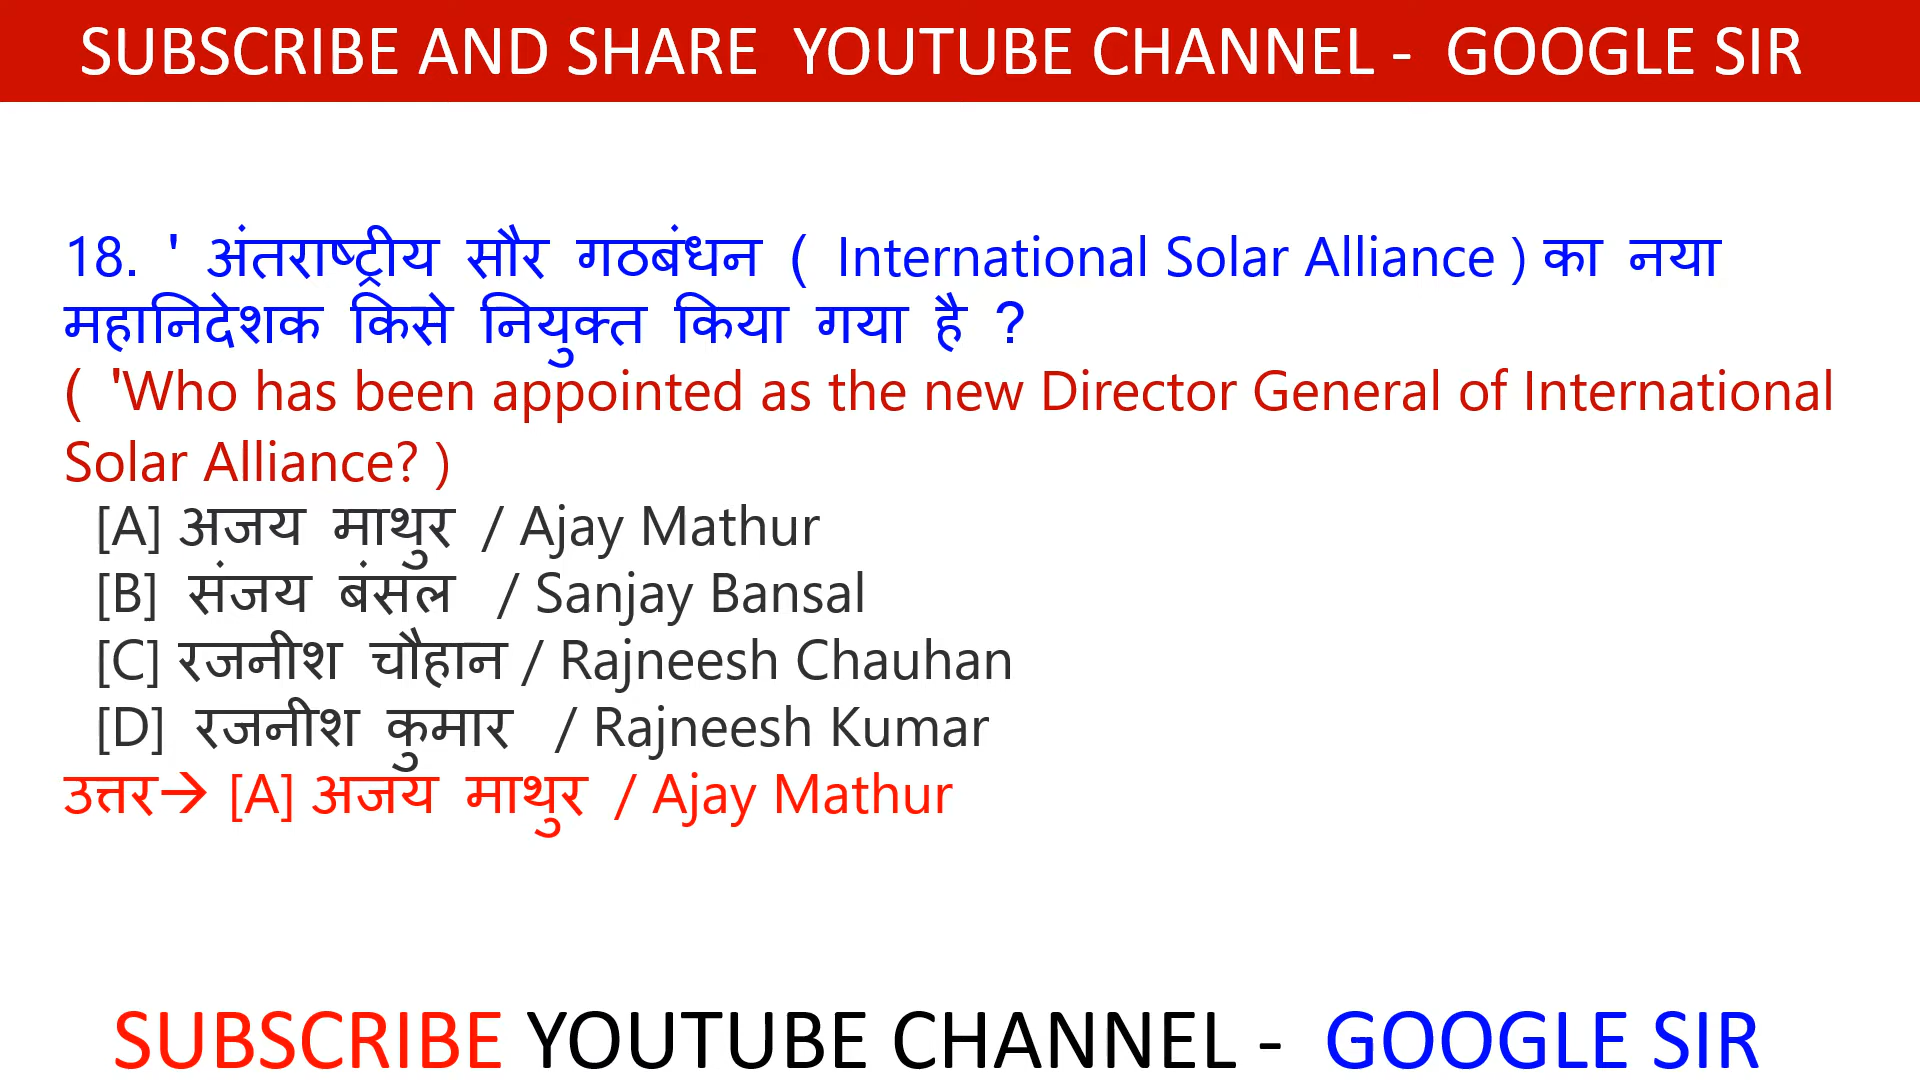 SUBSCRIBE AND SHARE YOUTUBE CHANNEL - GOOGLE SIR
18. ' अंतराष्ट्रीय सौर गठबंधन ( International Solar Alliance ) का नया
महानिदेशक किसे नियुक्त किया गया है ?
( 'Who has been appointed as the new Director General of International
Solar Alliance? )
[A] अजय माथुर / Ajay Mathur
[B] संजय बंसल / Sanjay Bansal
[C] रजनीश चौहान / Rajneesh Chauhan
[D] रजनीश कुमार / Rajneesh Kumar
उत्तर→ [A] अजय माथुर / Ajay Mathur
SUBSCRIBE YOUTUBE CHANNEL - GOOGLE SIR